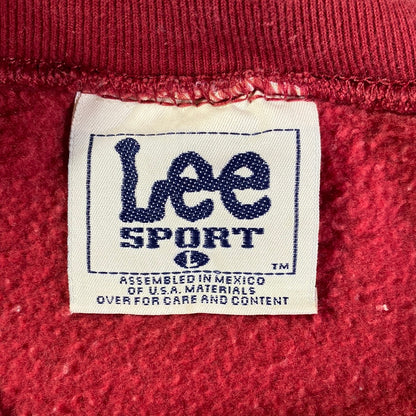 Lee
SPORT
L
TM
ASSEMBLED IN MEXICO
OF U.S.A. MATERIALS
OVER FOR CARE AND CONTENT